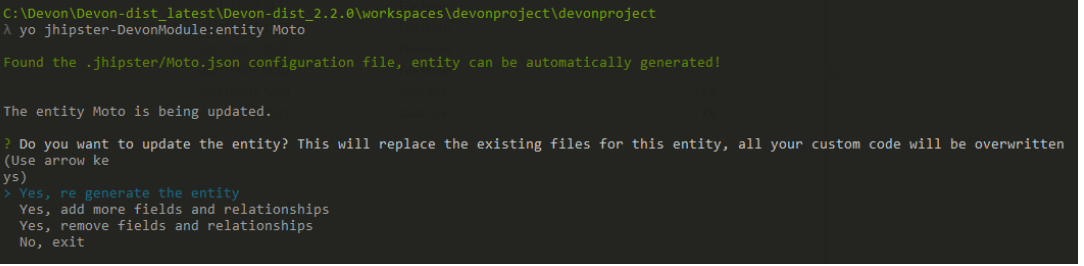 C:\Devon\Devon-dist_latest\Devon-dist_2.2.0\workspaces\devonproject\devonproject
λ yo jhipster-DevonModule:entity Moto
Found the .jhipster/Moto.json configuration file, entity can be automatically generated!
The entity Moto is being updated.
? Do you want to update the entity? This will replace the existing files for this entity, all your custom code will be overwritten
(Use arrow ke
ys)
> Yes, re generate the entity
Yes, add more fields and relationships
Yes, remove fields and relationships
No, exit